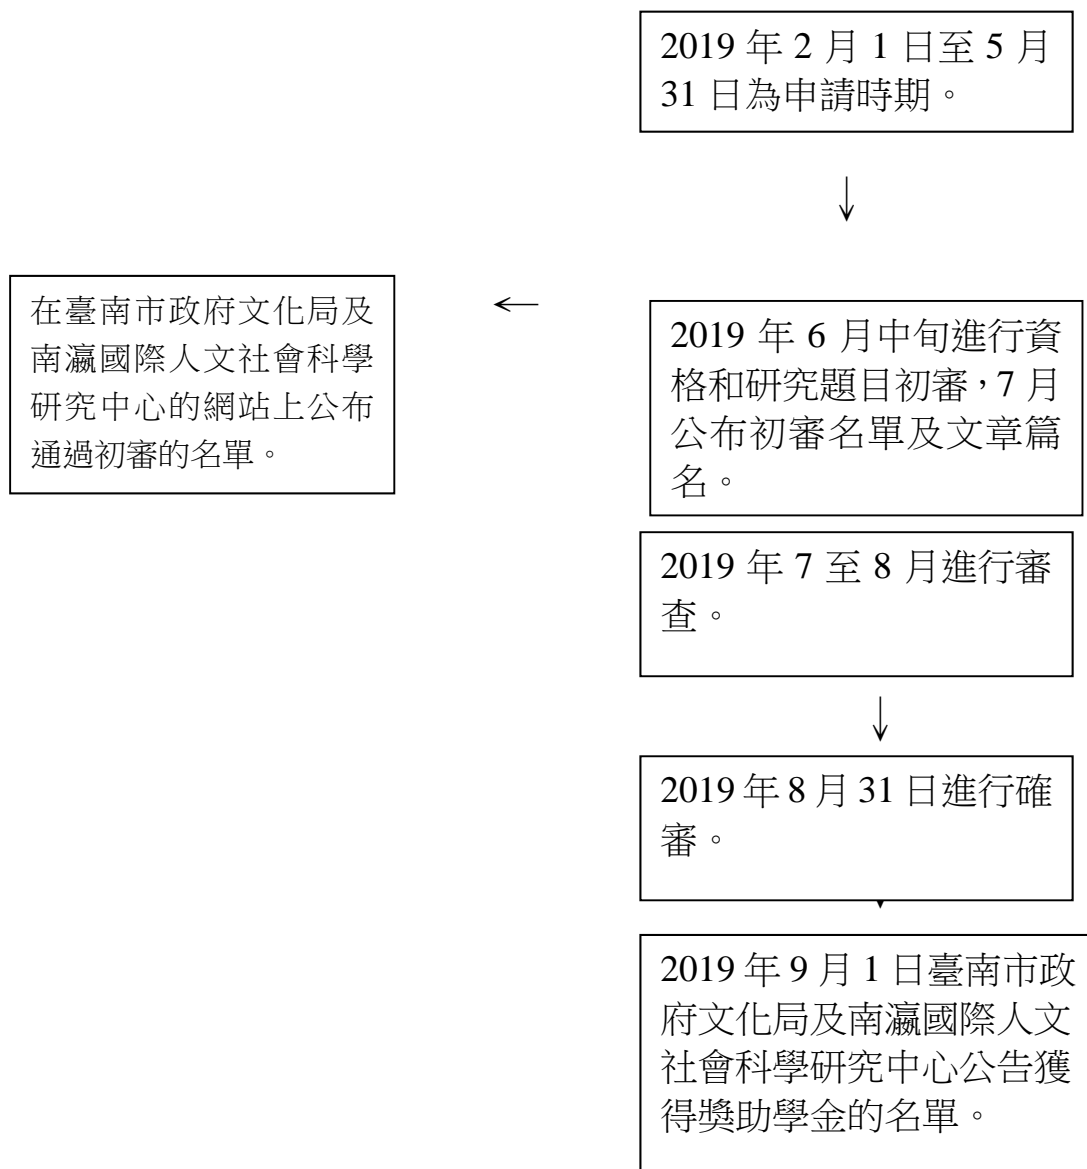 2019 年 2 月 1 日至 5 月
31 日為申請時期。
↓
←
在臺南市政府文化局及
南瀛國際人文社會科學
研究中心的網站上公布
通過初審的名單。
2019 年 6 月中旬進行資
格和研究題目初審，7 月
公布初審名單及文章篇
名。
2019 年 7 至 8 月進行審
查。
↓
2019 年 8 月 31 日進行確
審。
2019 年 9 月 1 日臺南市政
府文化局及南瀛國際人文
社會科學研究中心公告獲
得獎助學金的名單。